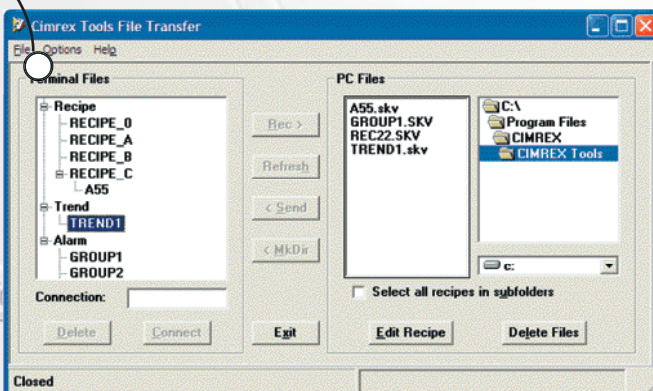 Cimrex Tools File Transfer
File Options Help
Terminal Files
Recipe
RECIPE_0
RECIPE_A
RECIPE_B
RECIPE_C
A55
Trend
TREND1
Alarm
GROUP1
GROUP2
Connection:
Delete Connect
Rec >
Refresh
< Send
< MkDir
Exit
PC Files
A55.skv
GROUP1.SKV
REC22.SKV
TREND1.skv
C:\
Program Files
CIMREX
CIMREX Tools
c:
Select all recipes in subfolders
Edit Recipe Delete Files
Closed